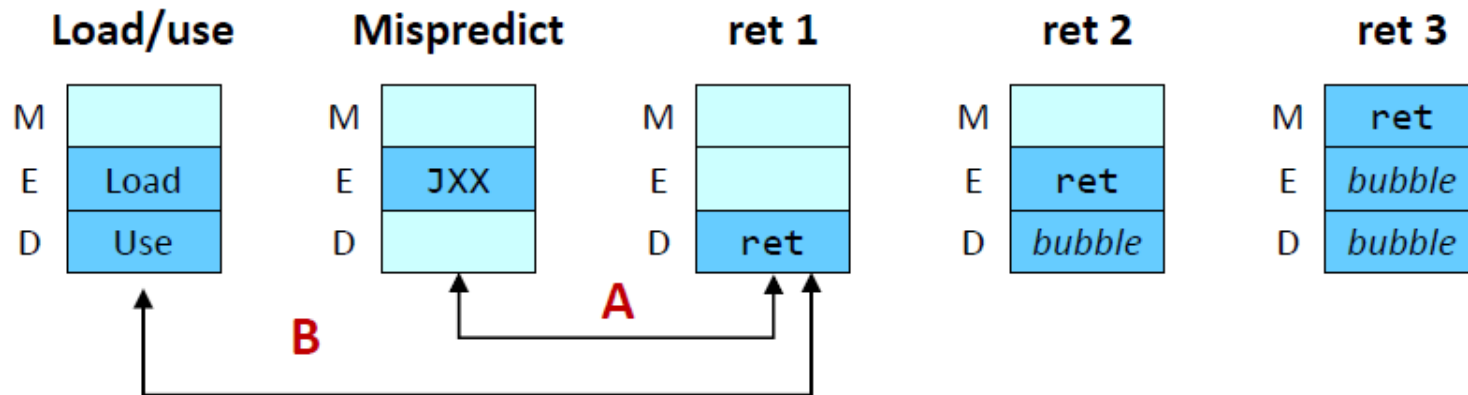 Load/use Mispredict ret 1 ret 2 ret 3
M M M M M ret
E Load E JXX E E ret E bubble
D Use D D ret D bubble D bubble
A
B